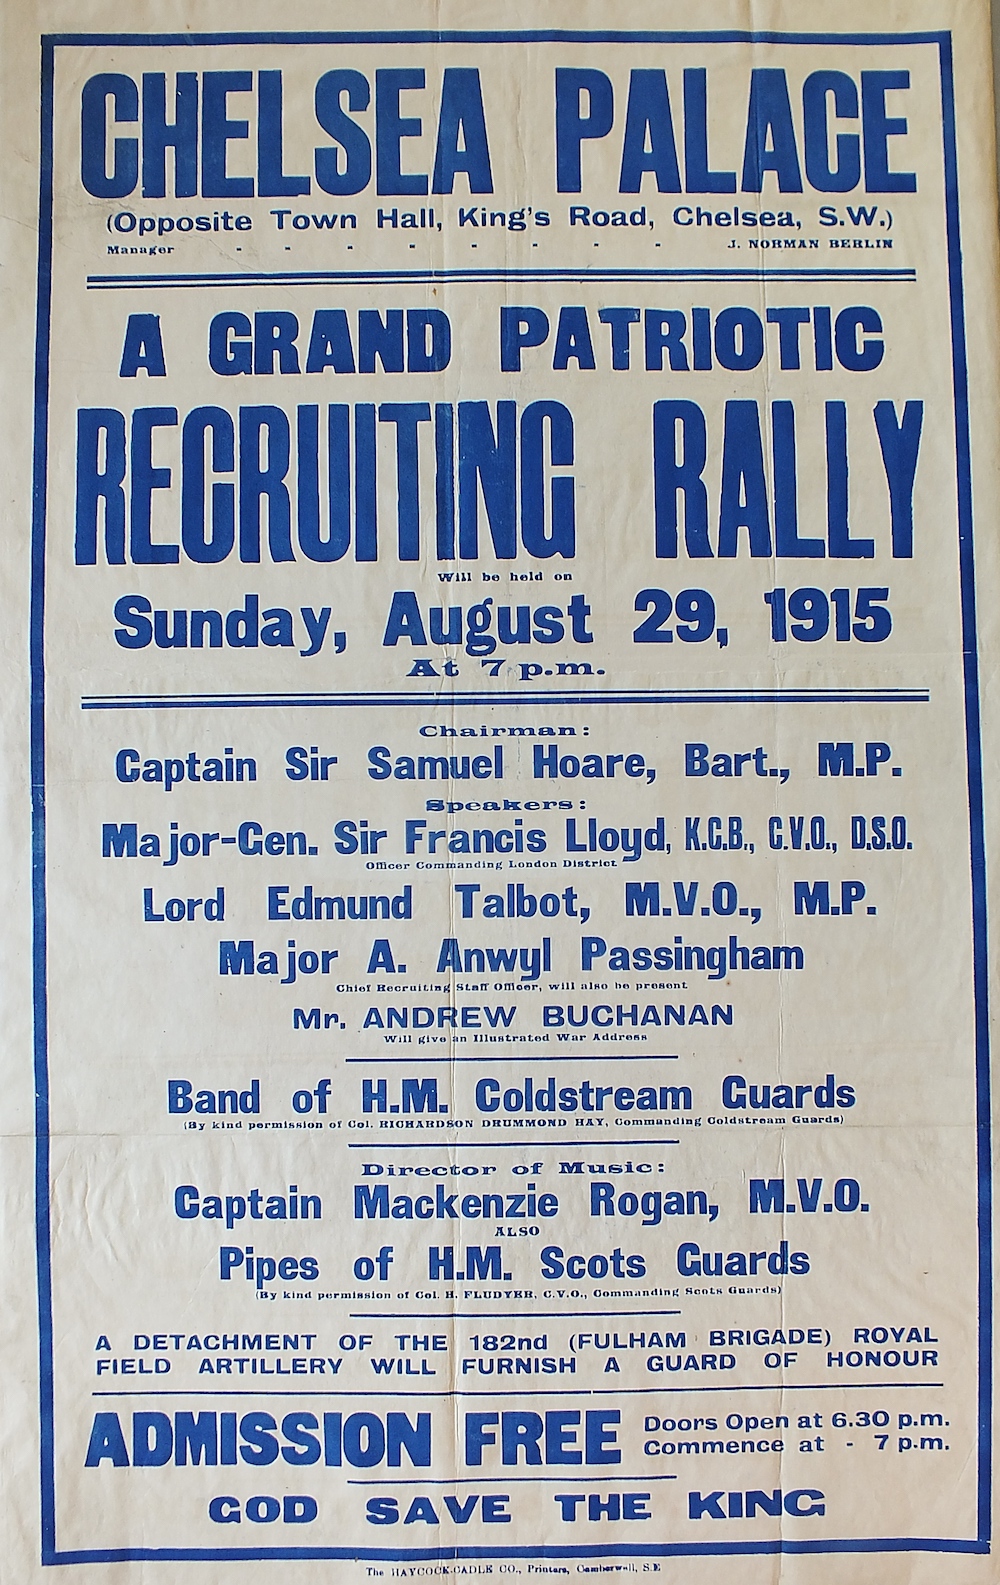 CHELSEA PALACE
(Opposite Town Hall, King's Road, Chelsea, S.W.)
Manager - - - - - - - - J. NORMAN BERLIN
A GRAND PATRIOTIC
RECRUITING RALLY
Will be held on
Sunday, August 29, 1915
At 7 p.m.
Chairman:
Captain Sir Samuel Hoare, Bart., M.P.
Speakers:
Major-Gen. Sir Francis Lloyd, K.C.B., C.V.O., D.S.O.
Officer Commanding London District
Lord Edmund Talbot, M.V.O., M.P.
Major A. Anwyl Passingham
Chief Recruiting Staff Officer, will also be present
Mr. ANDREW BUCHANAN
Will give an Illustrated War Address
Band of H.M. Coldstream Guards
(By kind permission of Col. RICHARDSON DRUMMOND HAY, Commanding Coldstream Guards)
Director of Music:
Captain Mackenzie Rogan, M.V.O.
ALSO
Pipes of H.M. Scots Guards
(By kind permission of Col. H. FLUDYER, C.V.O., Commanding Scots Guards)
A DETACHMENT OF THE 182nd (FULHAM BRIGADE) ROYAL
FIELD ARTILLERY WILL FURNISH A GUARD OF HONOUR
ADMISSION FREE
Doors Open at 6.30 p.m.
Commence at - 7 p.m.
GOD SAVE THE KING
The HAYCOCK-CADLE CO., Printers, Camberwell, S.E